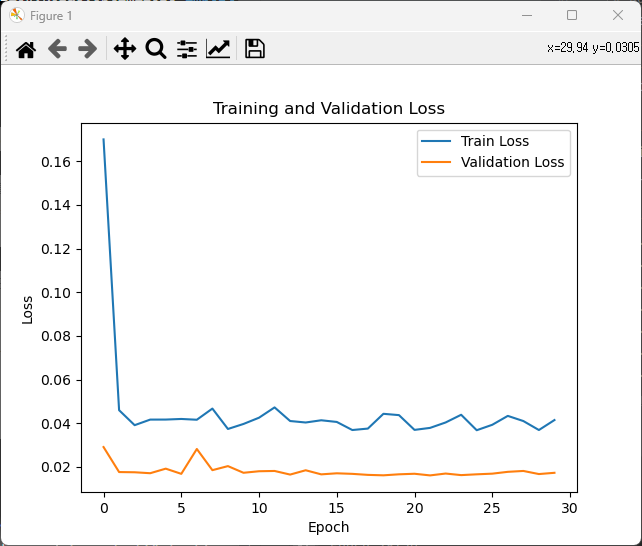 Figure 1
x=29,94 y=0,0305
Training and Validation Loss
Train Loss
Validation Loss
0.16
0.14
0.12
0.10
0.08
0.06
0.04
0.02
Loss
0 5 10 15 20 25 30
Epoch